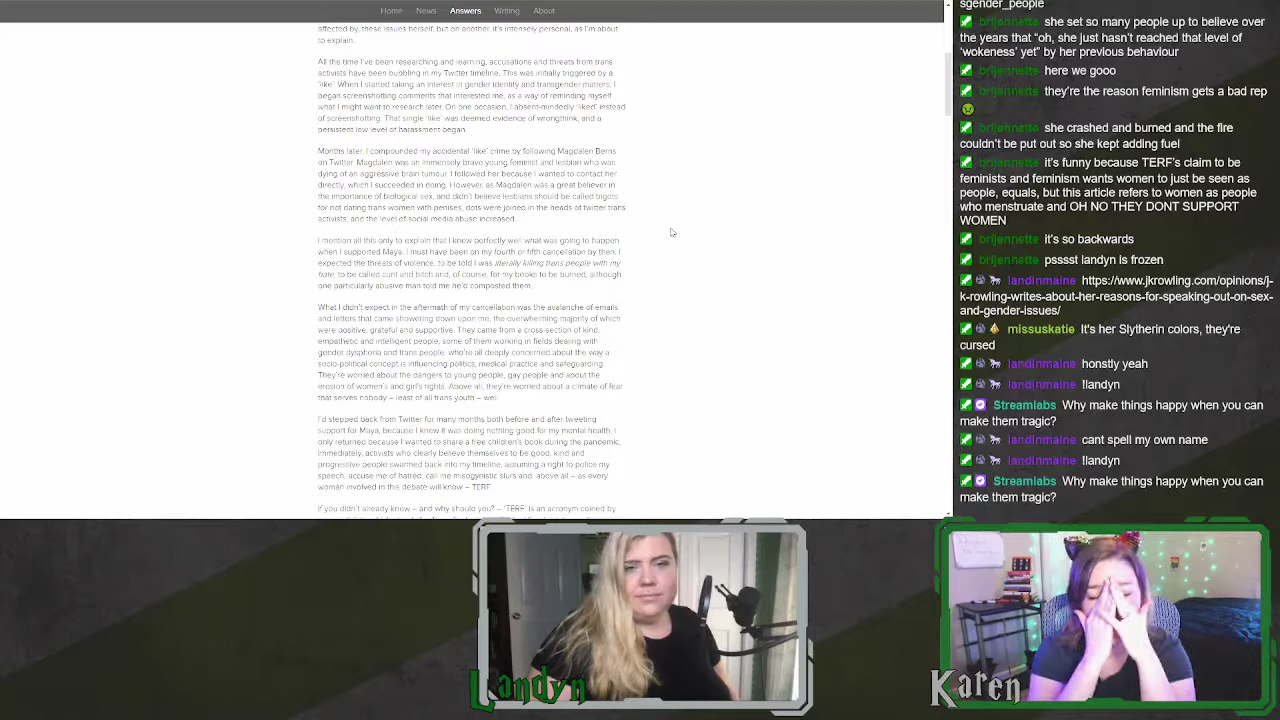 Home News Answers Writing About
affected by, these issues herself, but on another, it's intensely personal, as I'm about
to explain.
All the time I've been researching and learning, accusations and threats from trans
activists have been bubbling in my Twitter timeline. This was initially triggered by a
'like'. When I started taking an interest in gender identity and transgender matters, I
began screenshotting comments that interested me, as a way of reminding myself
what I might want to research later. On one occasion, I absent-mindedly 'liked' instead
of screenshotting. That single 'like' was deemed evidence of wrongthink, and a
persistent low level of harassment began.
Months later, I compounded my accidental 'like' crime by following Magdalen Berns
on Twitter. Magdalen was an immensely brave young feminist and lesbian who was
dying of an aggressive brain tumour. I followed her because I wanted to contact her
directly, which I succeeded in doing. However, as Magdalen was a great believer in
the importance of biological sex, and didn't believe lesbians should be called bigots
for not dating trans women with penises, dots were joined in the heads of twitter trans
activists, and the level of social media abuse increased.
I mention all this only to explain that I knew perfectly well what was going to happen
when I supported Maya. I must have been on my fourth or fifth cancellation by then. I
expected the threats of violence, to be told I was literally killing trans people with my
hate, to be called cunt and bitch and, of course, for my books to be burned, although
one particularly abusive man told me he'd composted them.
What I didn't expect in the aftermath of my cancellation was the avalanche of emails
and letters that came showering down upon me, the overwhelming majority of which
were positive, grateful and supportive. They came from a cross-section of kind,
empathetic and intelligent people, some of them working in fields dealing with
gender dysphoria and trans people, who're all deeply concerned about the way a
socio-political concept is influencing politics, medical practice and safeguarding.
They're worried about the dangers to young people, gay people and about the
erosion of women's and girl's rights. Above all, they're worried about a climate of fear
that serves nobody – least of all trans youth – well.
I'd stepped back from Twitter for many months both before and after tweeting
support for Maya, because I knew it was doing nothing good for my mental health. I
only returned because I wanted to share a free children's book during the pandemic.
Immediately, activists who clearly believe themselves to be good, kind and
progressive people swarmed back into my timeline, assuming a right to police my
speech, accuse me of hatred, call me misogynistic slurs and, above all – as every
woman involved in this debate will know – TERF.
If you didn't already know – and why should you? – 'TERF' is an acronym coined by
sgender_people
brijennette she set so many people up to believe over
the years that "oh, she just hasn't reached that level of
'wokeness' yet" by her previous behaviour
brijennette here we gooo
brijennette they're the reason feminism gets a bad rep
brijennette she crashed and burned and the fire
couldn't be put out so she kept adding fuel
brijennette it's funny because TERF's claim to be
feminists and feminism wants women to just be seen as
people, equals, but this article refers to women as people
who menstruate and OH NO THEY DONT SUPPORT
WOMEN
brijennette it's so backwards
brijennette psssst landyn Is frozen
landinmaine https://www.jkrowling.com/opinions/j-
k-rowling-writes-about-her-reasons-for-speaking-out-on-sex-
and-gender-issues/
missuskatie It's her Slytherin colors, they're
cursed
landinmaine honstly yeah
landinmaine !landyn
Streamlabs Why make things happy when you can
make them tragic?
landinmaine cant spell my own name
landinmaine !landyn
Streamlabs Why make things happy when you can
make them tragic?
Landyn
Karen